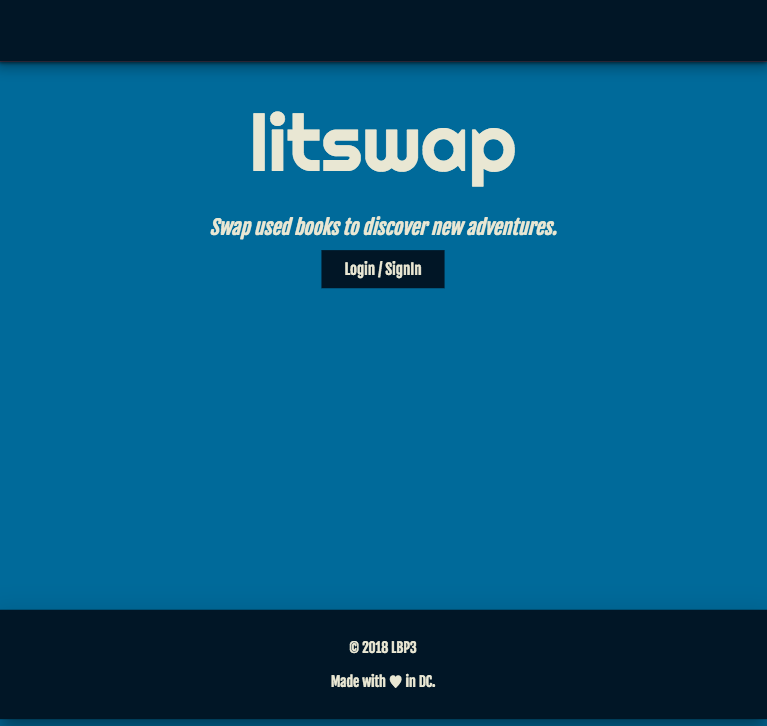 litswap
Swap used books to discover new adventures.
Login / SignIn
© 2018 LBP3
Made with ♥ in DC.